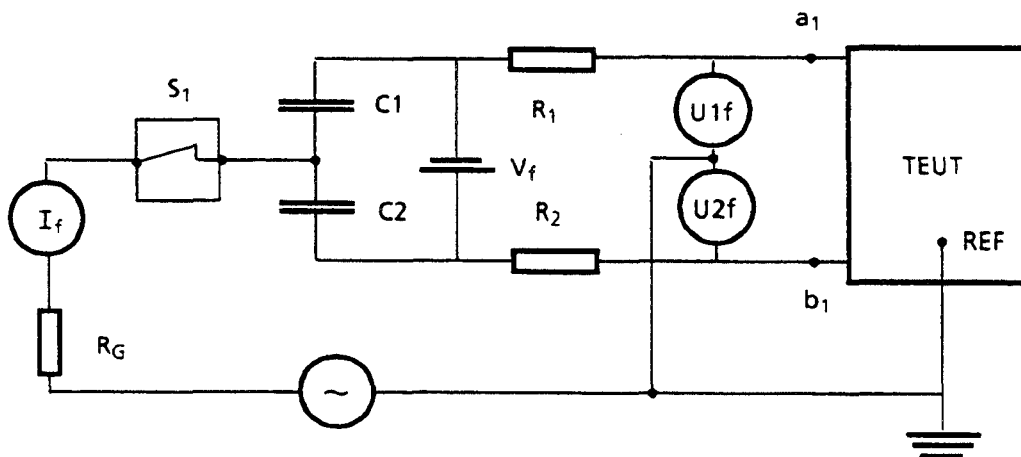 a1
S1
C1
R1
U1f
Vf
TEUT
If
C2
R2
U2f
REF
b1
RG
~